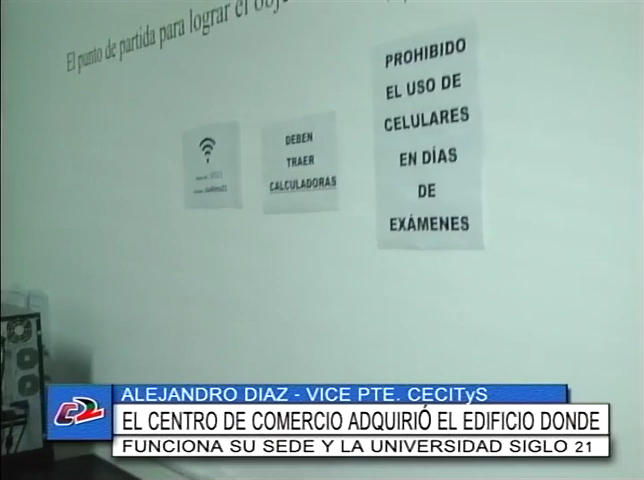 El punto de partida para lograr el
PROHIBIDO
EL USO DE
CELULARES
EN DÍAS
DE
EXÁMENES
DEBEN
TRAER
CALCULADORAS
C2
ALEJANDRO DIAZ - VICE PTE. CECITyS
EL CENTRO DE COMERCIO ADQUIRIÓ EL EDIFICIO DONDE
FUNCIONA SU SEDE Y LA UNIVERSIDAD SIGLO 21